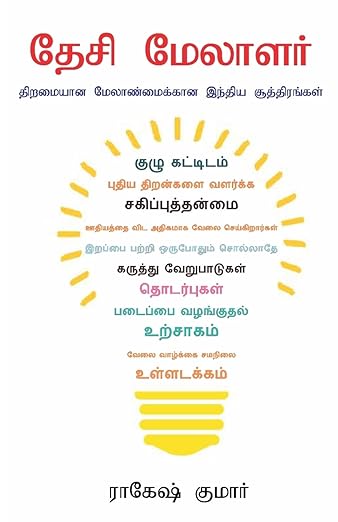 தேசி மேலாளர்
திறமையான மேலாண்மைக்கான இந்திய சூத்திரங்கள்
குழு கட்டிடம்
புதிய திறன்களை வளர்க்க
சகிப்புத்தன்மை
ஊதியத்தை விட அதிகமாக வேலை செய்கிறார்கள்
இறப்பை பற்றி ஒருபோதும் சொல்லாதே
கருத்து வேறுபாடுகள்
தொடர்புகள்
படைப்பை வழங்குதல்
உற்சாகம்
வேலை வாழ்க்கை சமநிலை
உள்ளடக்கம்
ராகேஷ் குமார்